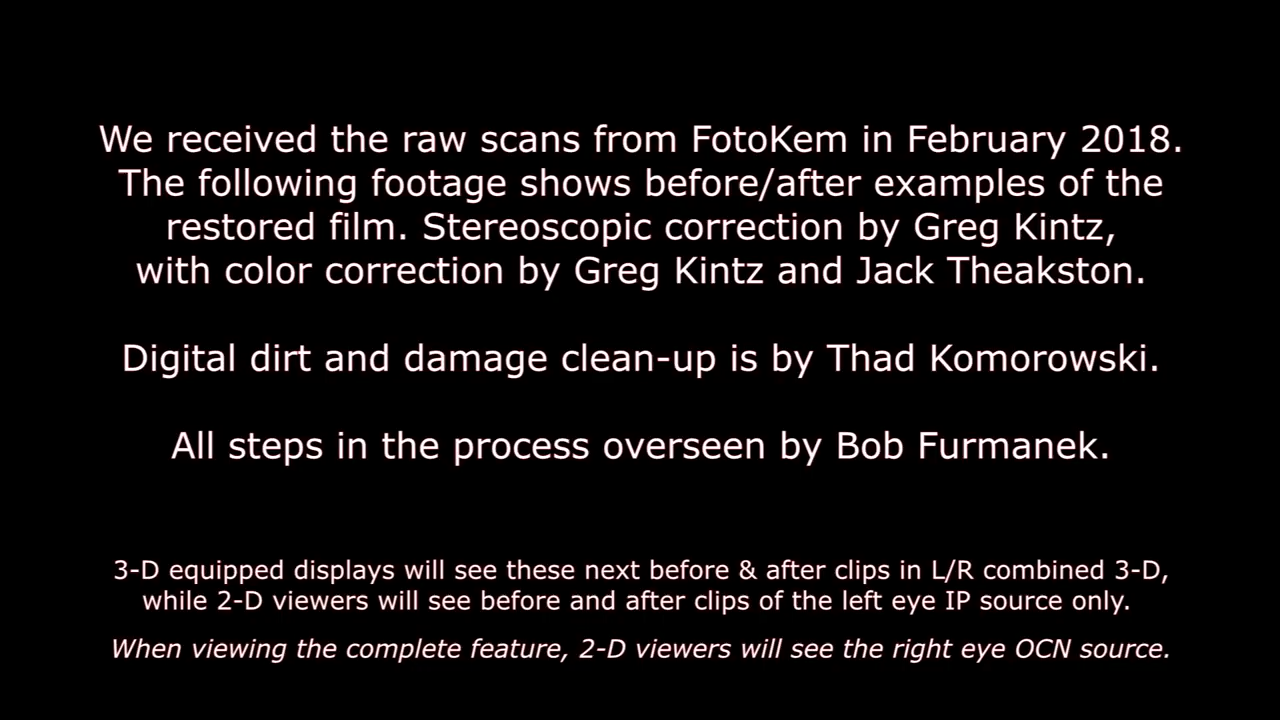 We received the raw scans from FotoKem in February 2018.
The following footage shows before/after examples of the
restored film. Stereoscopic correction by Greg Kintz,
with color correction by Greg Kintz and Jack Theakston.
Digital dirt and damage clean-up is by Thad Komorowski.
All steps in the process overseen by Bob Furmanek.
3-D equipped displays will see these next before & after clips in L/R combined 3-D,
while 2-D viewers will see before and after clips of the left eye IP source only.
When viewing the complete feature, 2-D viewers will see the right eye OCN source.